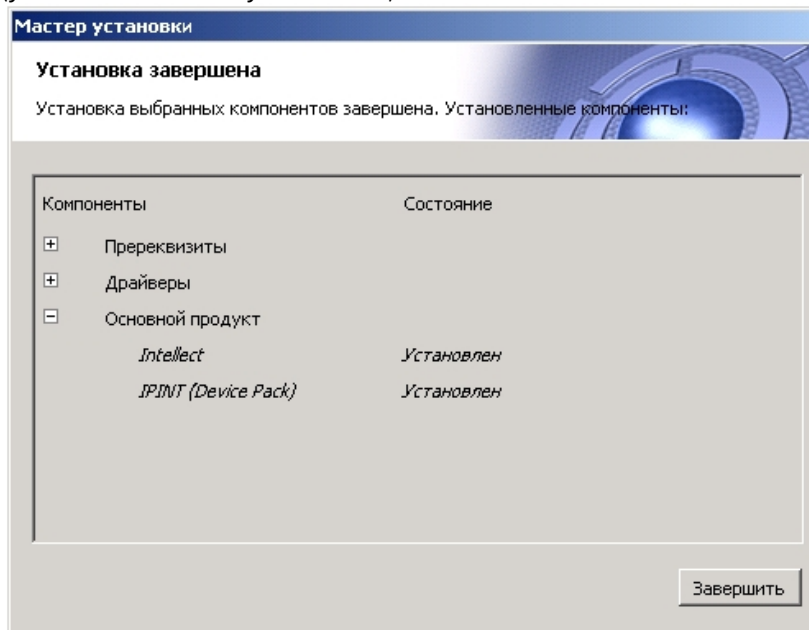 Мастер установки
Установка завершена
Установка выбранных компонентов завершена. Установленные компоненты:
Компоненты Состояние
Пререквизиты
Драйверы
Основной продукт
Intellect Установлен
IPINT (Device Pack) Установлен
Завершить